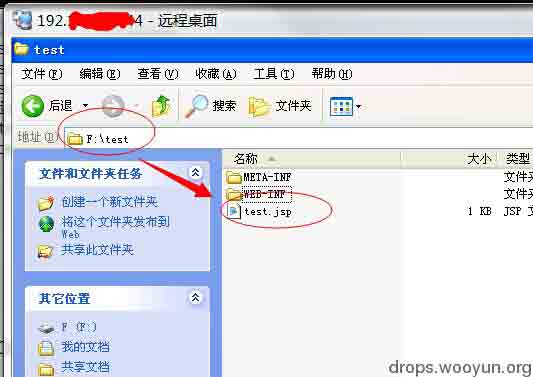 192. 4 - 远程桌面
test
文件(F) 编辑(E) 查看(V) 收藏(A) 工具(T) 帮助(H)
后退 搜索 文件夹
地址(D) F:\test
文件和文件夹任务
创建一个新文件夹
将这个文件夹发布到
Web
共享此文件夹
其它位置
F (F:)
我的文档
共享文档
名称 大小 类型
META-INF 文件夹
WEB-INF 文件夹
test.jsp 1 KB JSP 文
drops.wooyun.org